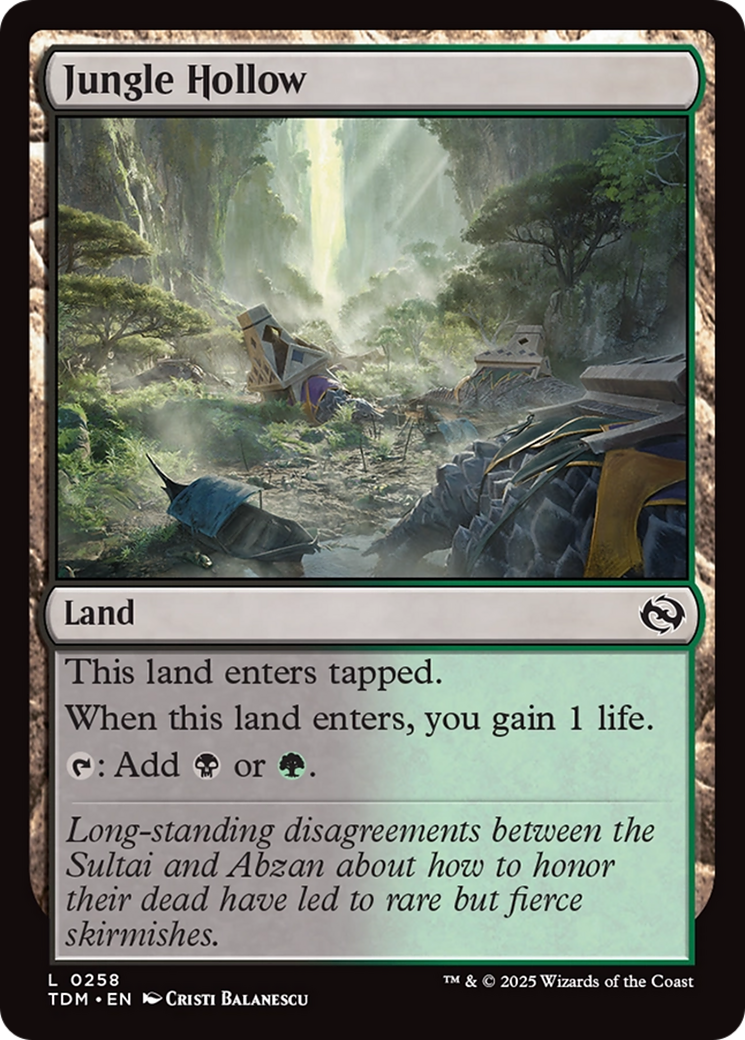 Jungle Hollow
Land
This land enters tapped.
When this land enters, you gain 1 life.
: Add or .
Long-standing disagreements between the
Sultai and Abzan about how to honor
their dead have led to rare but fierce
skirmishes.
L 0258
TDM • EN Cristi Balanescu
™ & © 2025 Wizards of the Coast